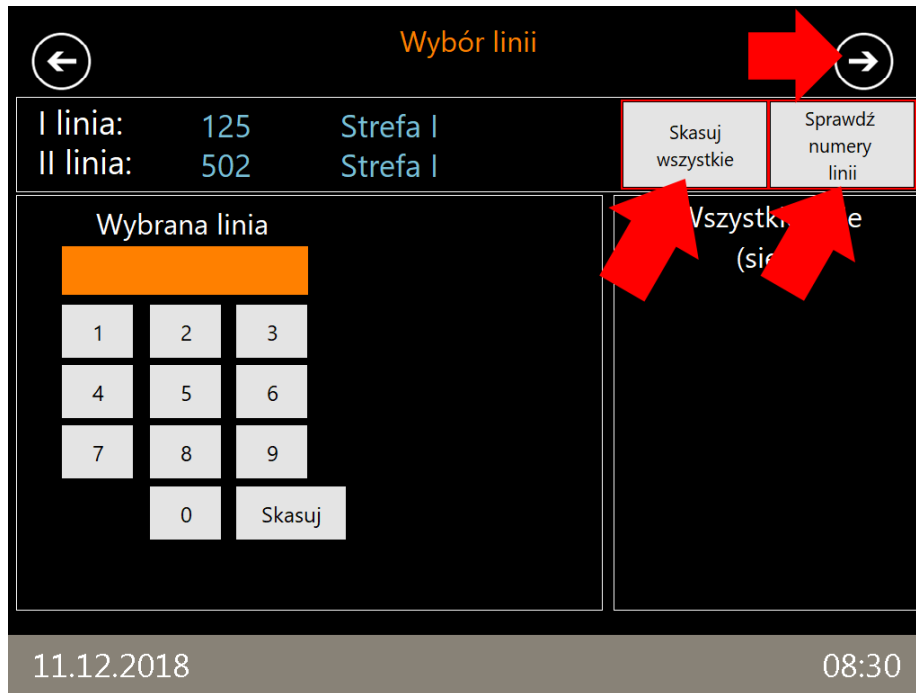 Wybór linii
I linia: 125 Strefa I
II linia: 502 Strefa I
Skasuj
wszystkie
Sprawdź
numery
linii
Wybrana linia
1 2 3
4 5 6
7 8 9
0 Skasuj
11.12.2018 08:30